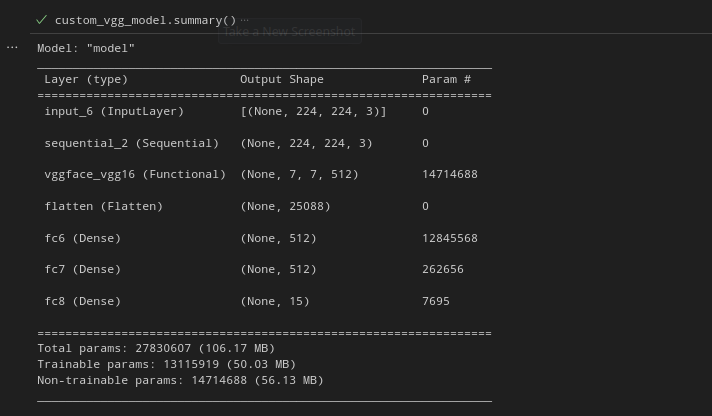 custom_vgg_model.summary() ...
Take a New Screenshot
... Model: "model"
Layer (type) Output Shape Param #
=================================================================
input_6 (InputLayer) [(None, 224, 224, 3)] 0
sequential_2 (Sequential) (None, 224, 224, 3) 0
vggface_vgg16 (Functional) (None, 7, 7, 512) 14714688
flatten (Flatten) (None, 25088) 0
fc6 (Dense) (None, 512) 12845568
fc7 (Dense) (None, 512) 262656
fc8 (Dense) (None, 15) 7695
=================================================================
Total params: 27830607 (106.17 MB)
Trainable params: 13115919 (50.03 MB)
Non-trainable params: 14714688 (56.13 MB)